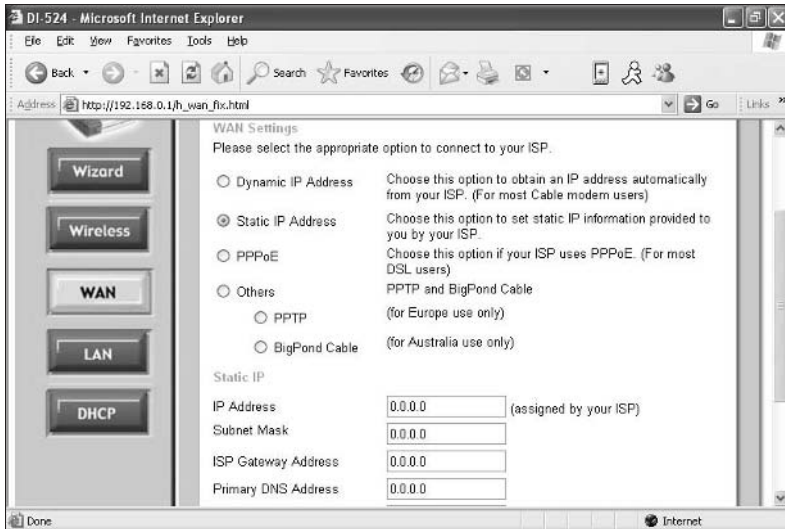 DI-524 - Microsoft Internet Explorer
File Edit View Favorites Tools Help
Back Search Favorites
Address http://192.168.0.1/h_wan_fix.html Go Links »
WAN Settings
Please select the appropriate option to connect to your ISP.
Wizard
Dynamic IP Address Choose this option to obtain an IP address automatically
from your ISP. (For most Cable modem users)
Wireless
Static IP Address Choose this option to set static IP information provided to
you by your ISP.
PPPoE Choose this option if your ISP uses PPPoE. (For most
DSL users)
WAN
Others PPTP and BigPond Cable
PPTP (for Europe use only)
LAN
BigPond Cable (for Australia use only)
Static IP
DHCP
IP Address 0.0.0.0 (assigned by your ISP)
Subnet Mask 0.0.0.0
ISP Gateway Address 0.0.0.0
Primary DNS Address 0.0.0.0
Done Internet